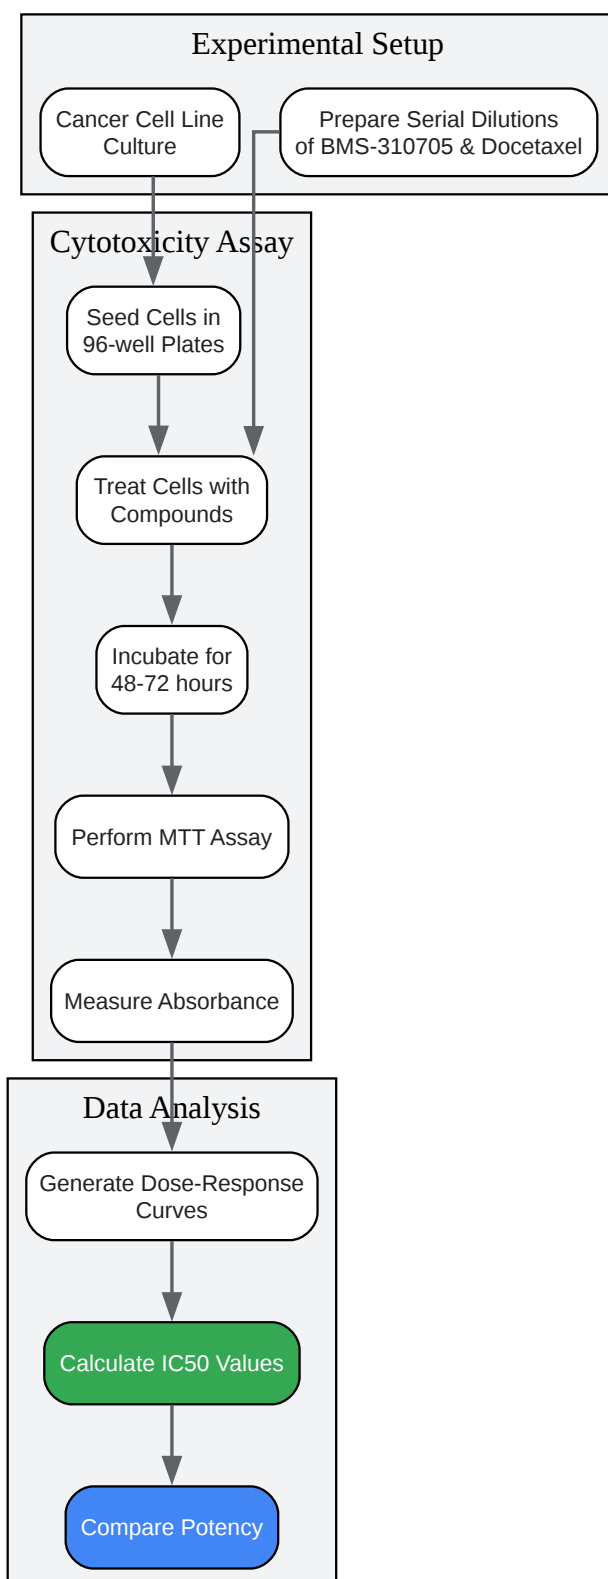 Experimental Setup
Cancer Cell Line
Culture
Prepare Serial Dilutions
of BMS-310705 & Docetaxel
Cytotoxicity Assay
Seed Cells in
96-well Plates
Treat Cells with
Compounds
Incubate for
48-72 hours
Perform MTT Assay
Measure Absorbance
Data Analysis
Generate Dose-Response
Curves
Calculate IC50 Values
Compare Potency